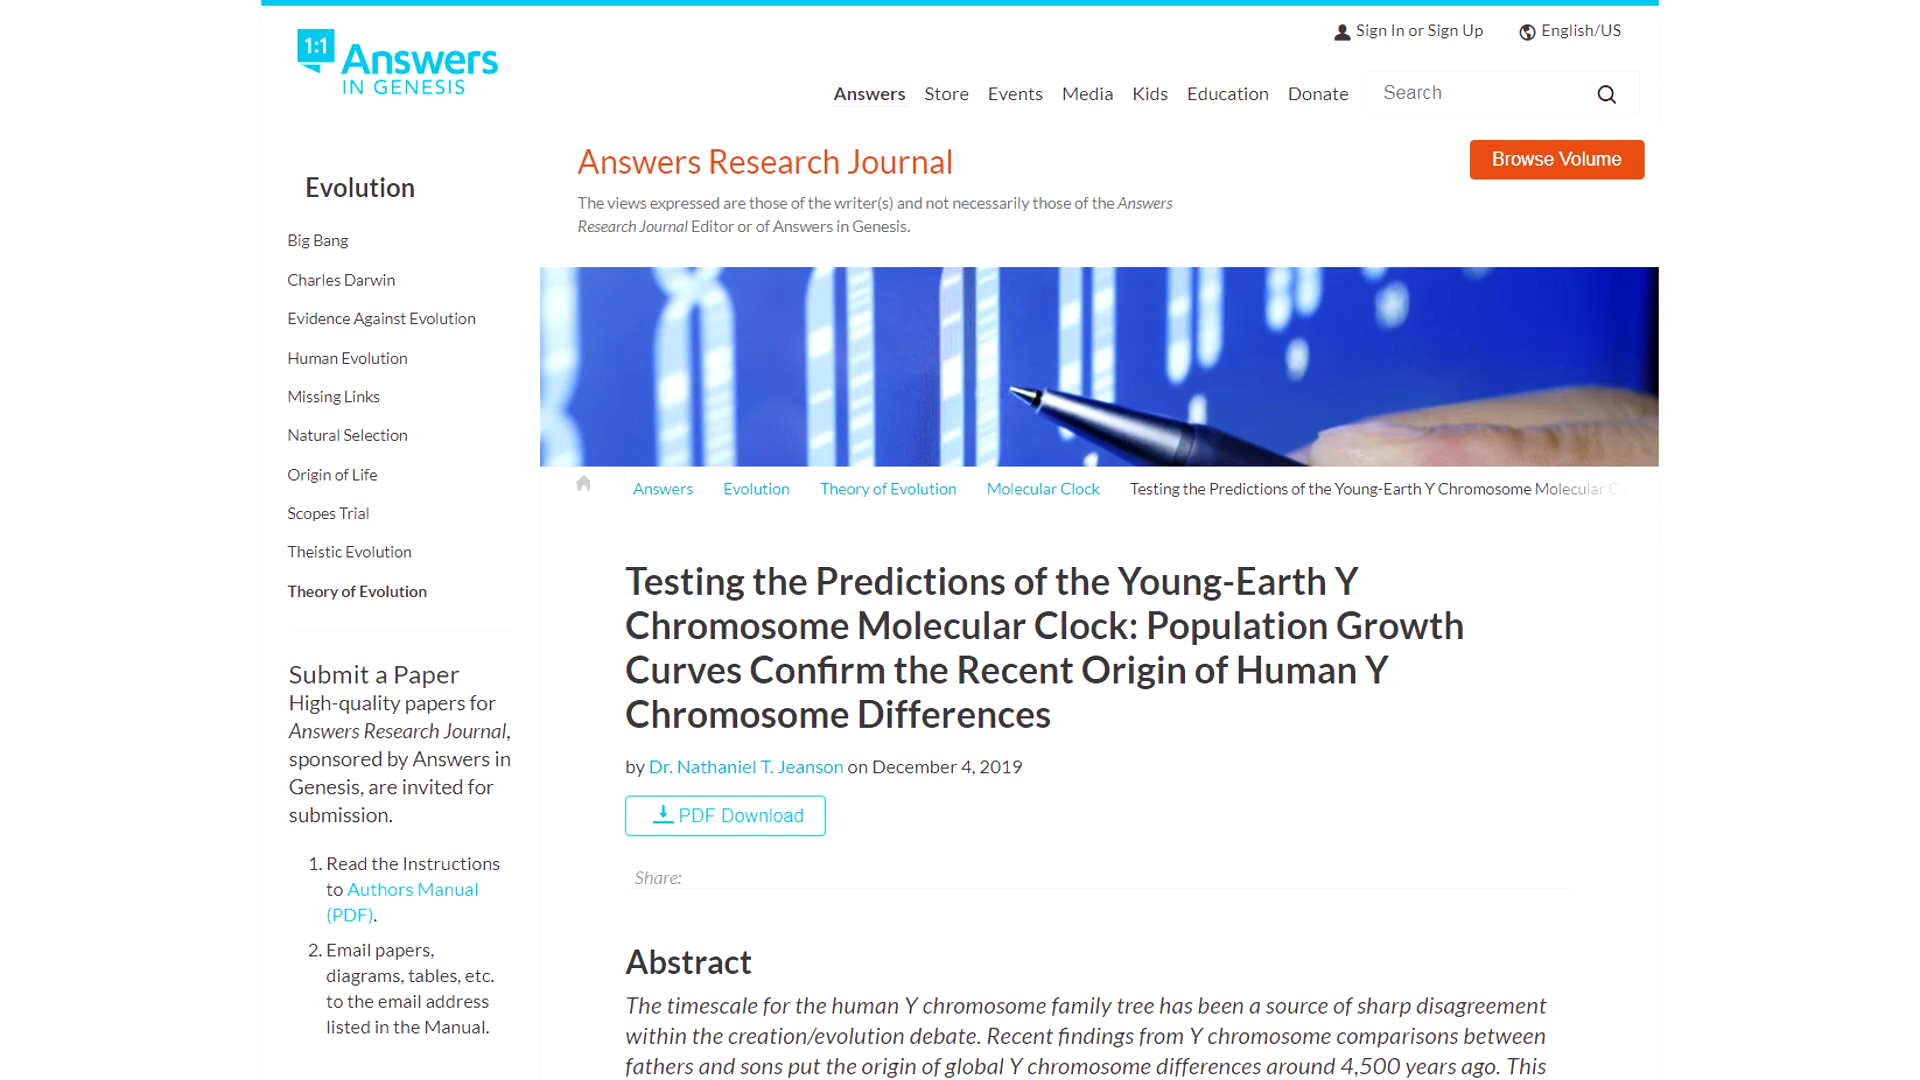 Sign In or Sign Up
English/US
1:1 Answers
IN GENESIS
Answers Store Events Media Kids Education Donate Search
Answers Research Journal
Browse Volume
The views expressed are those of the writer(s) and not necessarily those of the Answers
Research Journal Editor or of Answers in Genesis.
Evolution
Big Bang
Charles Darwin
Evidence Against Evolution
Human Evolution
Missing Links
Natural Selection
Origin of Life
Scopes Trial
Theistic Evolution
Theory of Evolution
Submit a Paper
High-quality papers for
Answers Research Journal,
sponsored by Answers in
Genesis, are invited for
submission.
1. Read the Instructions
to Authors Manual
(PDF).
2. Email papers,
diagrams, tables, etc.
to the email address
listed in the Manual.
Answers Evolution Theory of Evolution Molecular Clock Testing the Predictions of the Young-Earth Y Chromosome Molecular
Testing the Predictions of the Young-Earth Y
Chromosome Molecular Clock: Population Growth
Curves Confirm the Recent Origin of Human Y
Chromosome Differences
by Dr. Nathaniel T. Jeanson on December 4, 2019
PDF Download
Share:
Abstract
The timescale for the human Y chromosome family tree has been a source of sharp disagreement
within the creation/evolution debate. Recent findings from Y chromosome comparisons between
fathers and sons put the origin of global Y chromosome differences around 4,500 years ago. This